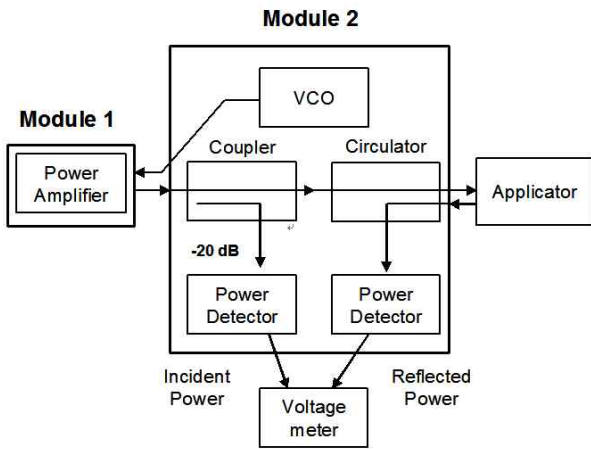 Module 2
VCO
Module 1
Coupler
Circulator
Power
Amplifier
Applicator
-20 dB
Power
Detector
Power
Detector
Incident
Power
Reflected
Power
Voltage
meter